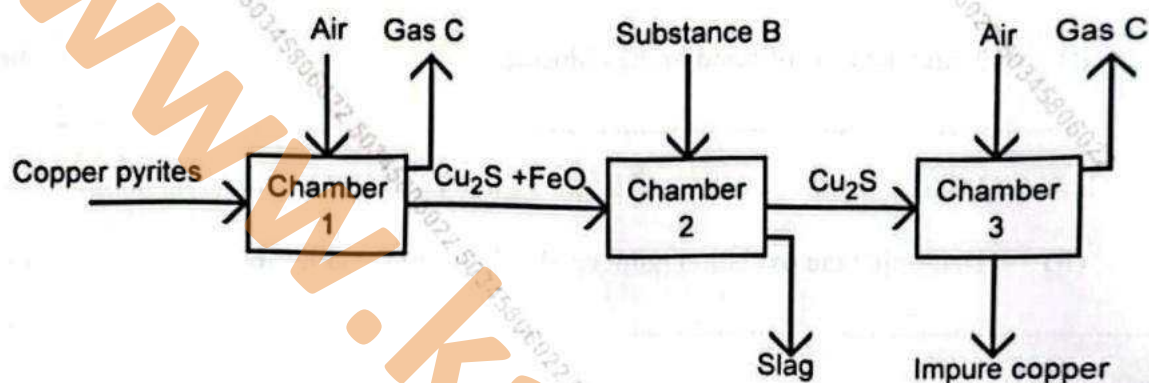 Air Gas C Substance B Air Gas C
Copper pyrites Chamber 1 Cu₂S +FeO Chamber 2 Cu₂S Chamber 3
Slag Impure copper
www.k